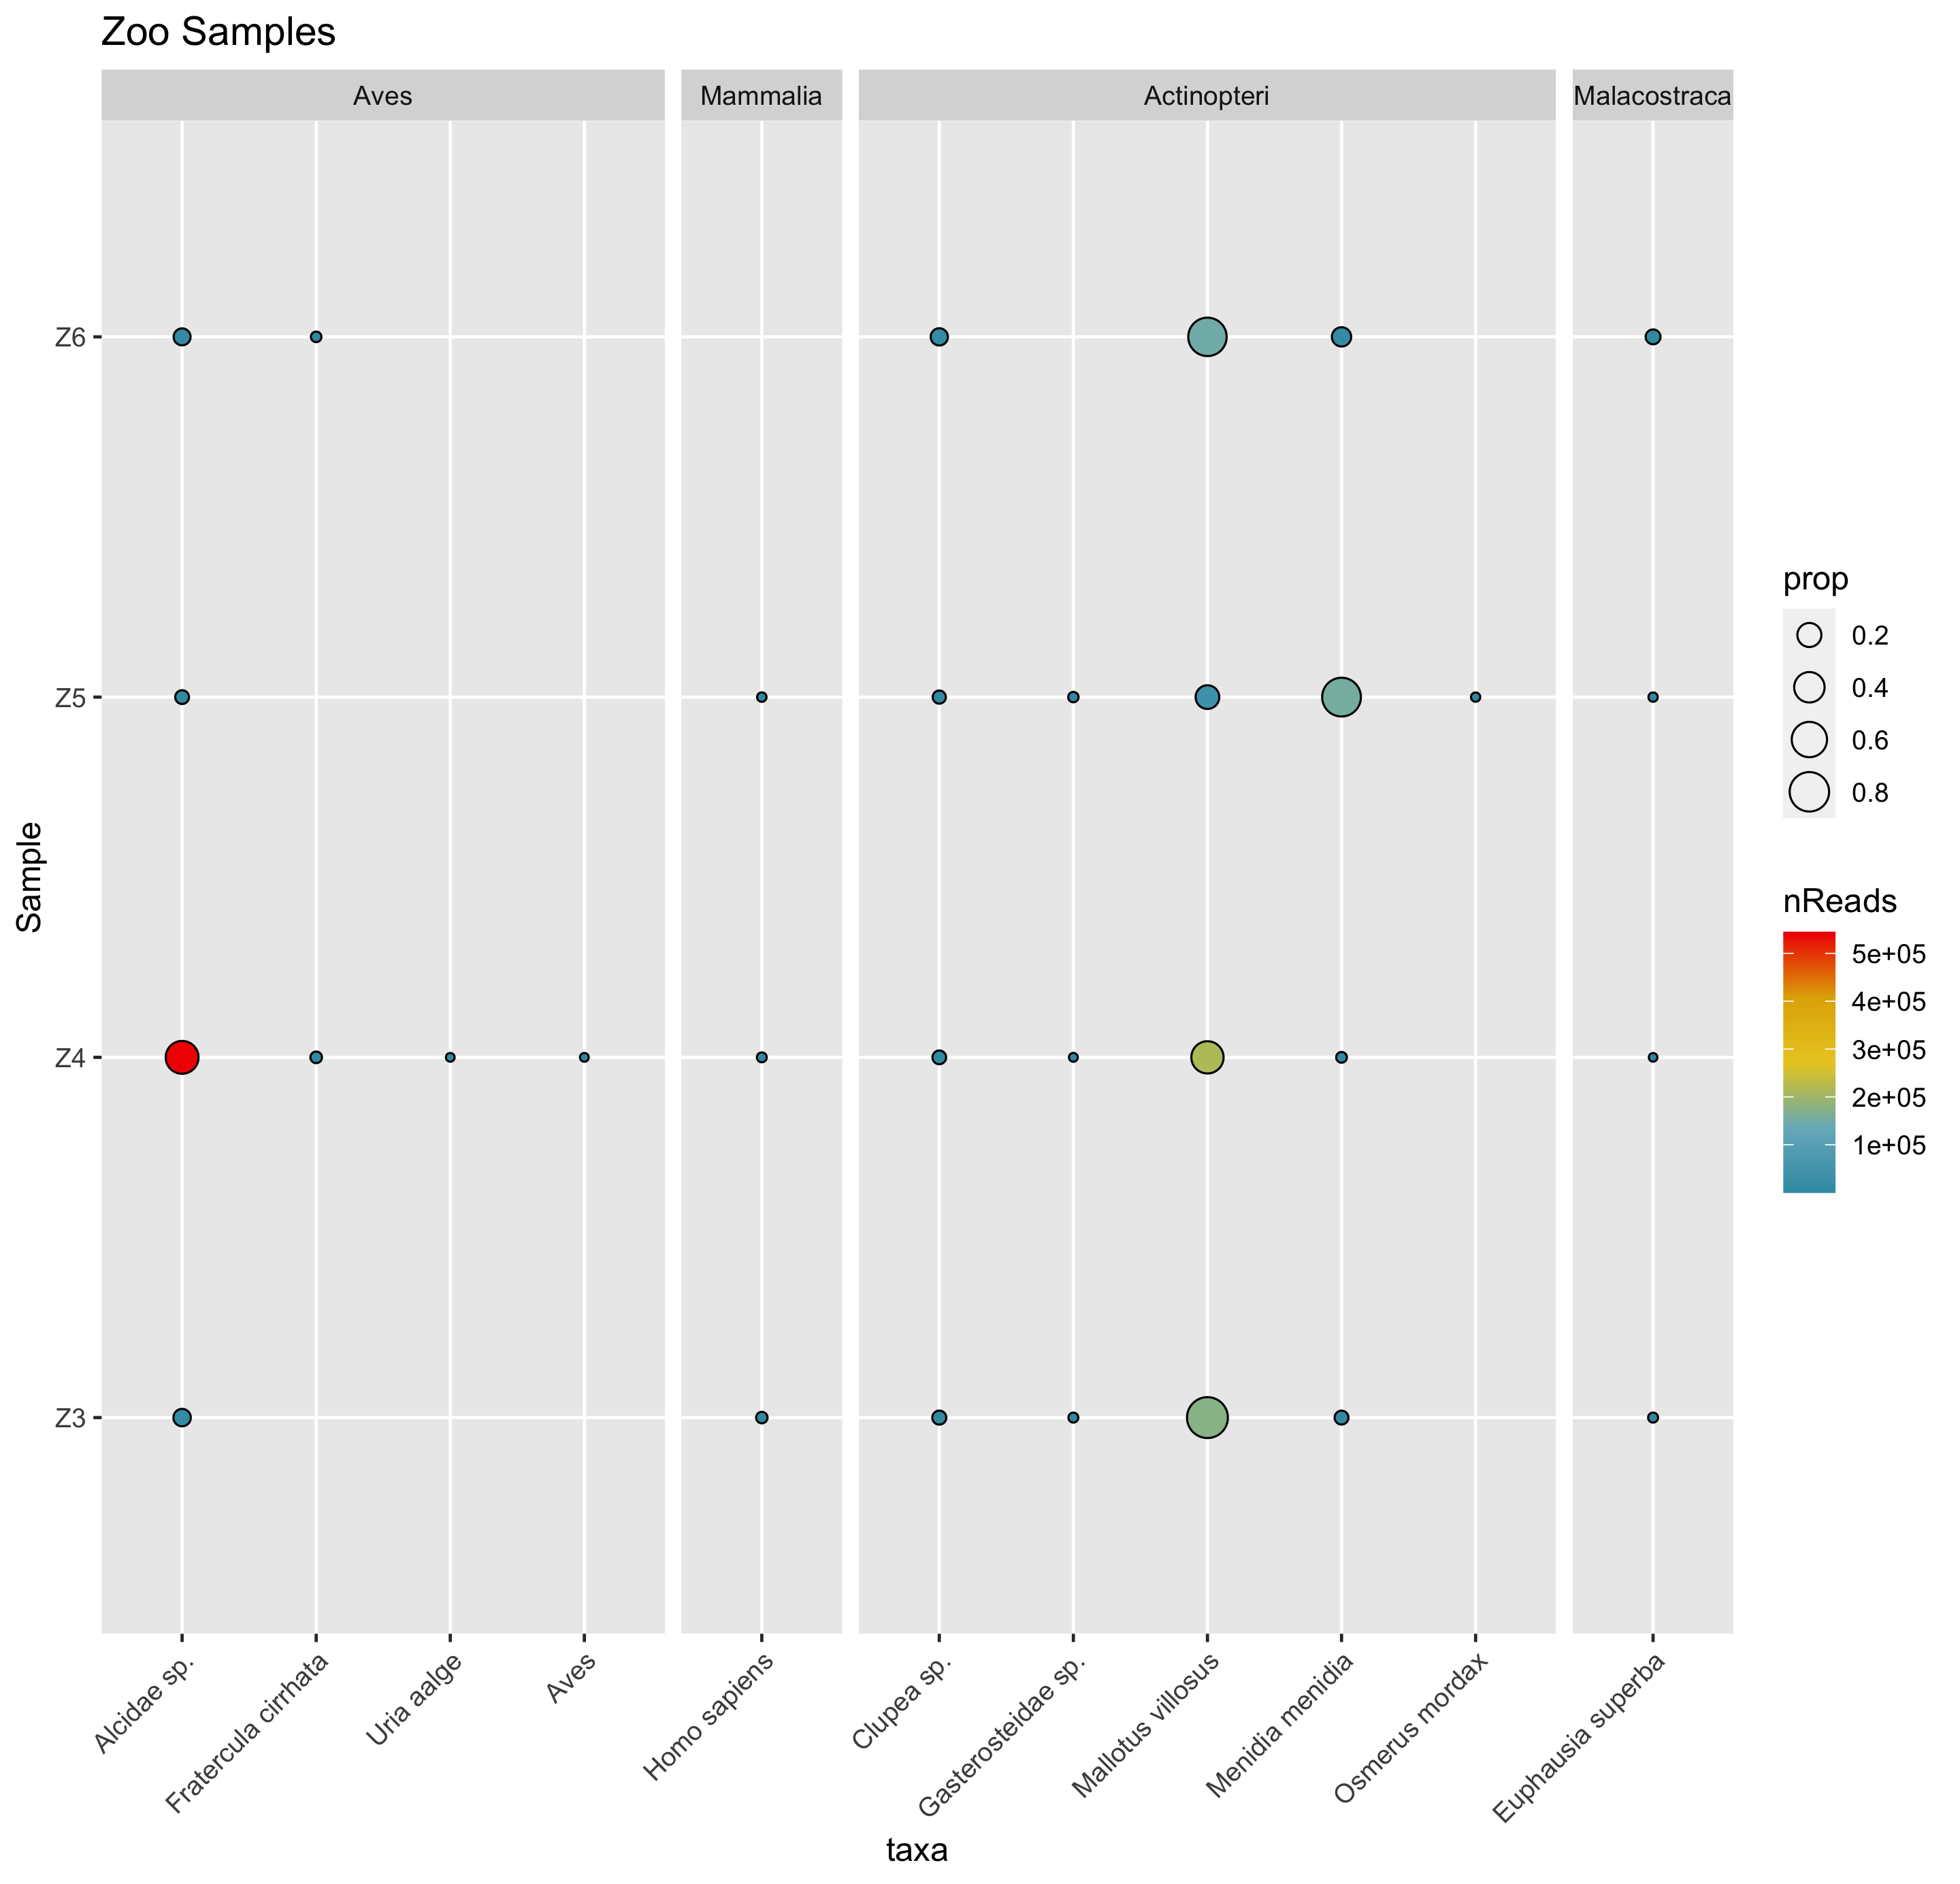 Zoo Samples
Aves
Mammalia
Actinopteri
Malacostraca
Sample
Z6
Z5
Z4
Z3
Alcidae sp.
Fratercula cirrhata
Uria aalge
Aves
Homo sapiens
Clupea sp.
Gasterosteidae sp.
Mallotus villosus
Menidia menidia
Osmerus mordax
Euphausia superba
taxa
prop
0.2
0.4
0.6
0.8
nReads
5e+05
4e+05
3e+05
2e+05
1e+05